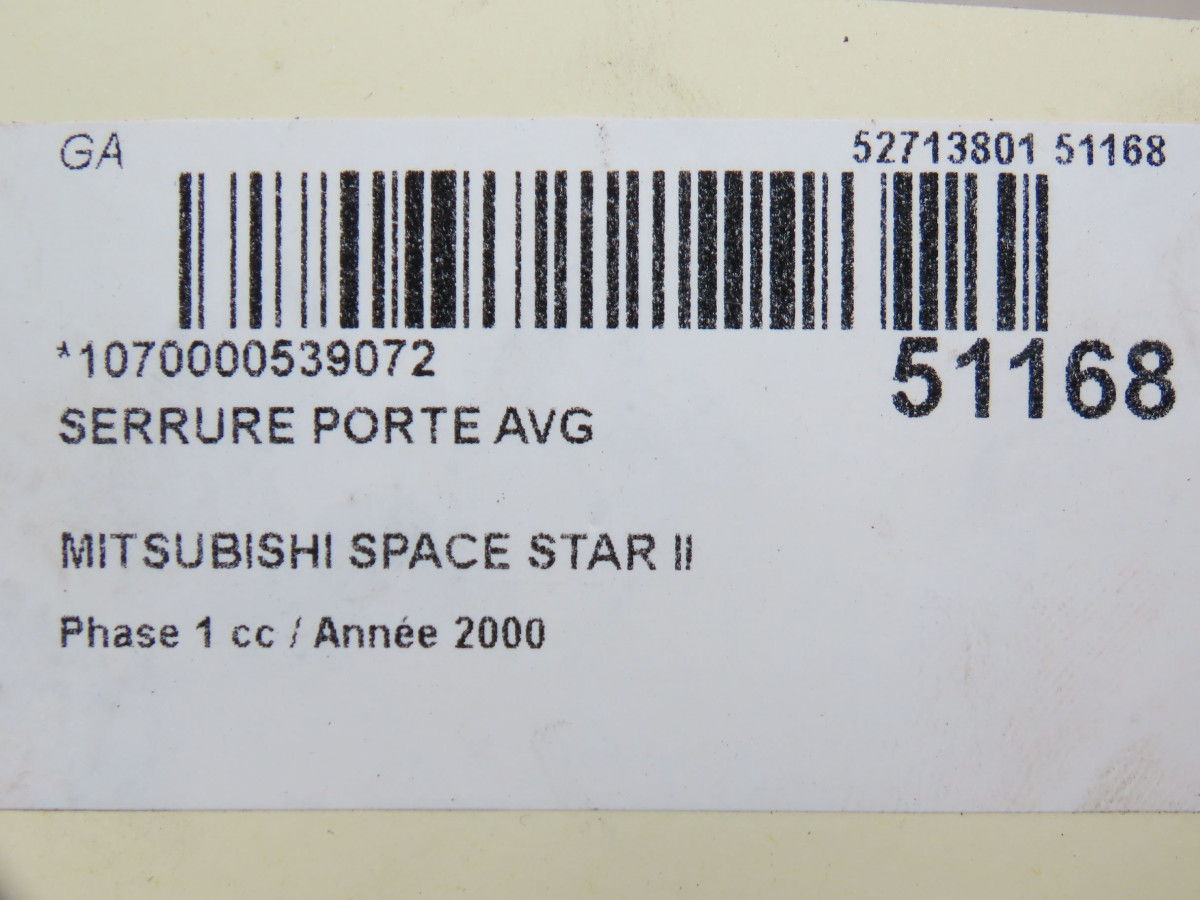 GA
52713801 51168
*1070000539072
51168
SERRURE PORTE AVG
MITSUBISHI SPACE STAR II
Phase 1 cc / Année 2000